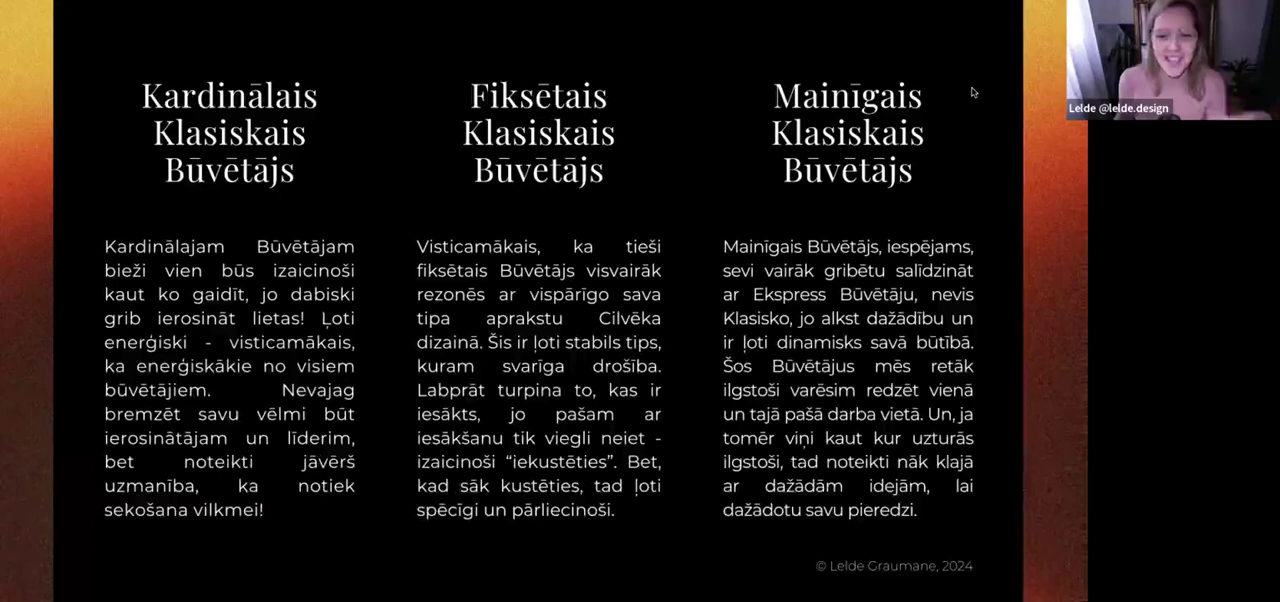 Kardinālais
Klasiskais
Būvētājs
Kardinālajam Būvētājam
bieži vien būs izaicinoši
kaut ko gaidīt, jo dabiski
grib ierosināt lietas! Ļoti
enerģiski - visticamākais,
ka enerģiskākie no visiem
būvētājiem. Nevajag
bremzēt savu vēlmi būt
ierosinātājam un līderim,
bet noteikti jāvērš
uzmanība, ka notiek
sekošana vilkmei!
Fiksētais
Klasiskais
Būvētājs
Visticamākais, ka tieši
fiksētais Būvētājs visvairāk
rezonēs ar vispārīgo sava
tipa aprakstu Cilvēka
dizainā. Šis ir ļoti stabils tips,
kuram svarīga drošība.
Labprāt turpina to, kas ir
iesākts, jo pašam ar
iesākšanu tik viegli neiet -
izaicinoši “iekustēties”. Bet,
kad sāk kustēties, tad ļoti
spēcīgi un pārliecinoši.
Mainīgais
Klasiskais
Būvētājs
Mainīgais Būvētājs, iespējams,
sevi vairāk gribētu salīdzināt
ar Ekspress Būvētāju, nevis
Klasisko, jo alkst dažādību un
ir ļoti dinamisks savā būtībā.
Šos Būvētājus mēs retāk
ilgstoši varēsim redzēt vienā
un tajā pašā darba vietā. Un, ja
tomēr viņi kaut kur uzturās
ilgstoši, tad noteikti nāk klajā
ar dažādām idejām, lai
dažādotu savu pieredzi.
© Lelde Graumane, 2024
Lelde @lelde.design